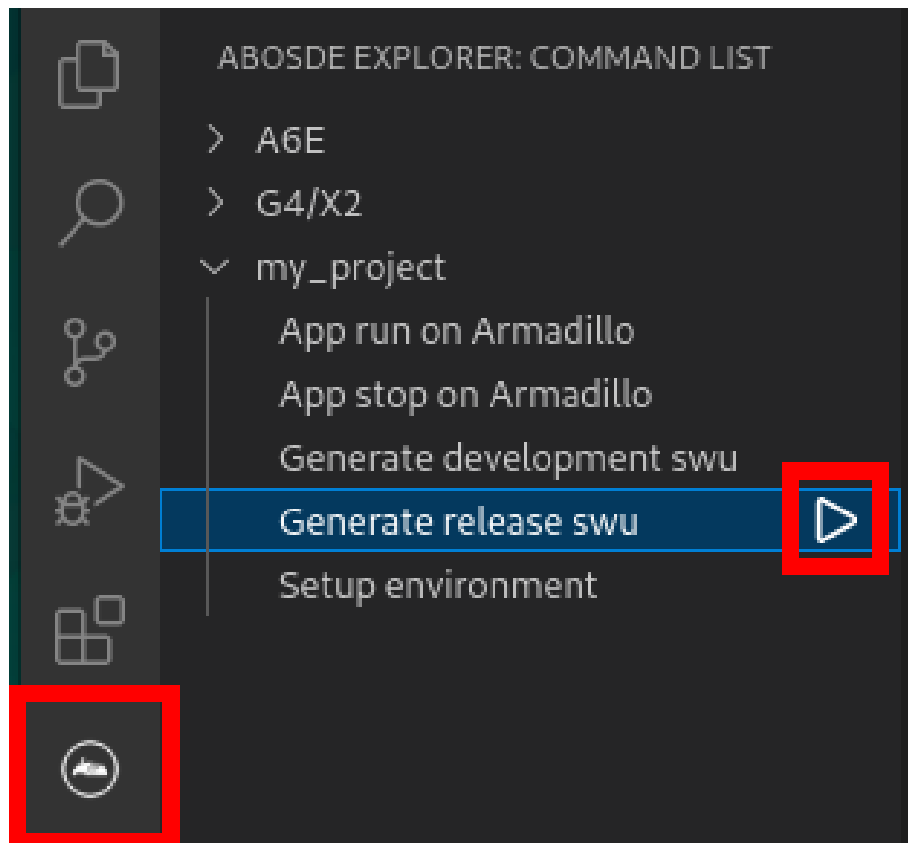 ABOSDE EXPLORER: COMMAND LIST
A6E
G4/X2
my_project
App run on Armadillo
App stop on Armadillo
Generate development swu
Generate release swu
Setup environment